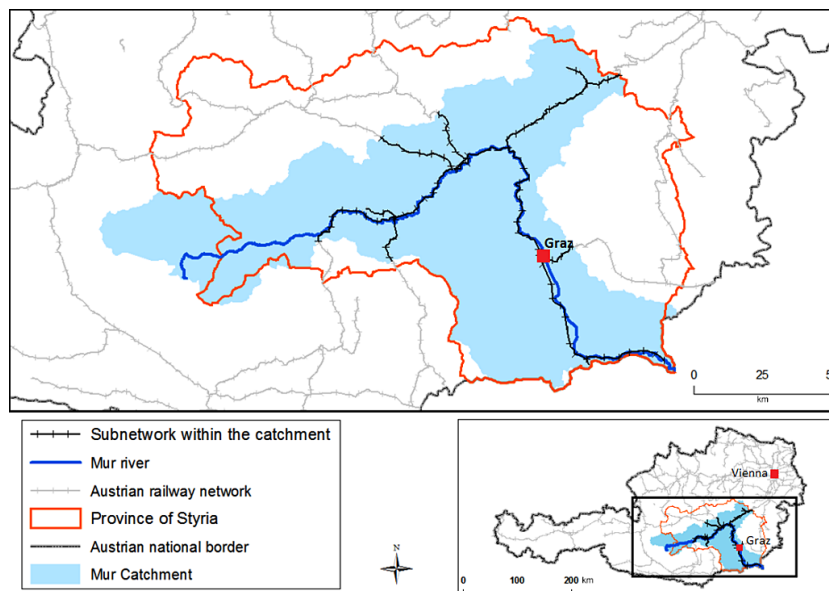 Graz
0 25 5
km
Subnetwork within the catchment
Mur river
Austrian railway network
Province of Styria
Austrian national border
Mur Catchment
N
Vienna
Graz
0 100 200 km